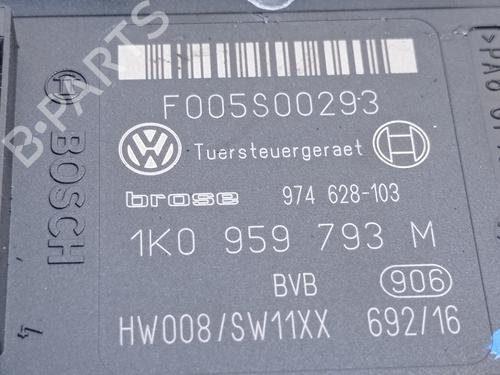 F005S00293
Tuersteuergeraet
brose 974 628-103
1K0 959 793 M
BVB 906
HW008/SW11XX 692/16
BOSCH
B-PARTS